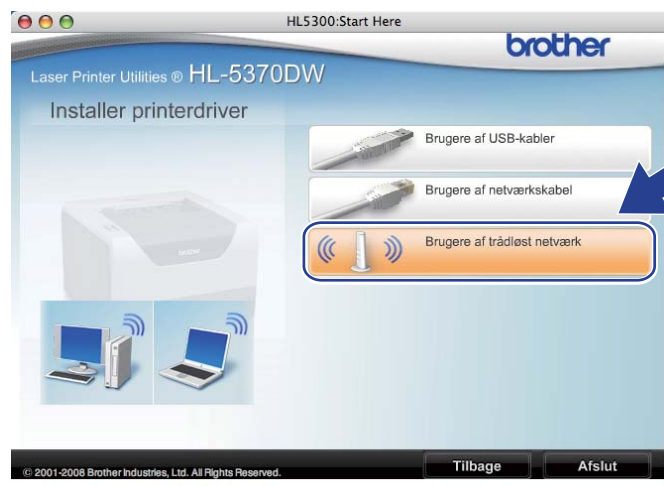 HL5300:Start Here
brother
Laser Printer Utilities ® HL-5370DW
Installer printerdriver
Brugere af USB-kabler
Brugere af netværkskabel
Brugere af trådløst netværk
© 2001-2008 Brother Industries, Ltd. All Rights Reserved.
Tilbage
Afslut